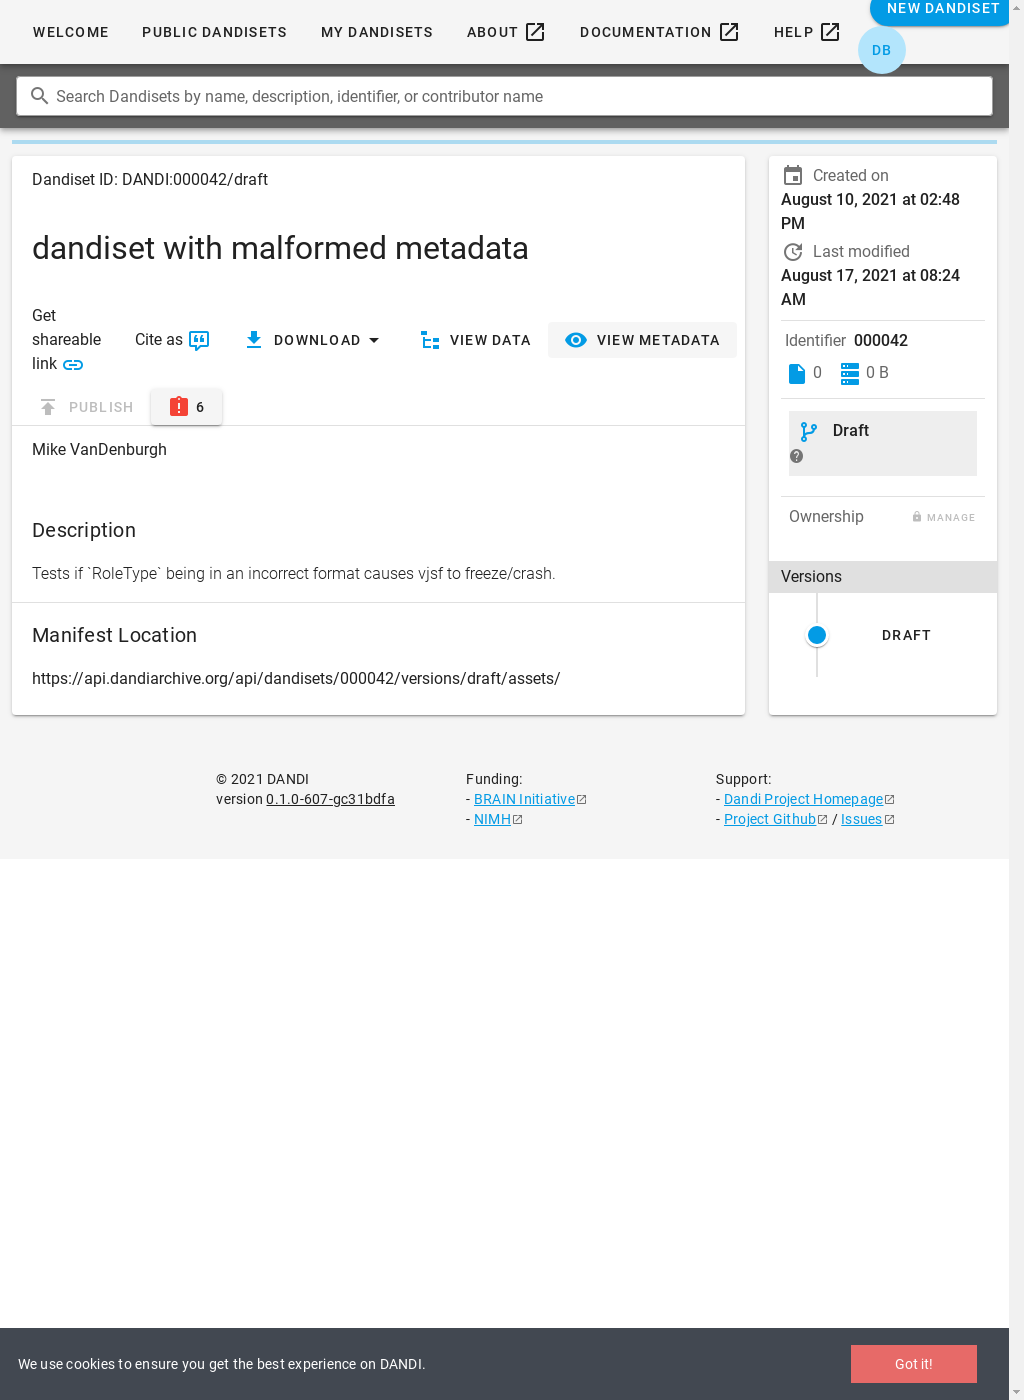 WELCOME PUBLIC DANDISETS MY DANDISETS ABOUT DOCUMENTATION HELP NEW DANDISET
DB
Search Dandisets by name, description, identifier, or contributor name
Dandiset ID: DANDI:000042/draft
dandiset with malformed metadata
Get
shareable
link
Cite as
DOWNLOAD
VIEW DATA
VIEW METADATA
PUBLISH
6
Mike VanDenburgh
Description
Tests if `RoleType` being in an incorrect format causes vjsf to freeze/crash.
Manifest Location
https://api.dandiarchive.org/api/dandisets/000042/versions/draft/assets/
Created on
August 10, 2021 at 02:48
PM
Last modified
August 17, 2021 at 08:24
AM
Identifier 000042
0 0 B
Draft
Ownership MANAGE
Versions
DRAFT
© 2021 DANDI
version 0.1.0-607-gc31bdfa
Funding:
- BRAIN Initiative
- NIMH
Support:
- Dandi Project Homepage
- Project Github / Issues
We use cookies to ensure you get the best experience on DANDI.
Got it!